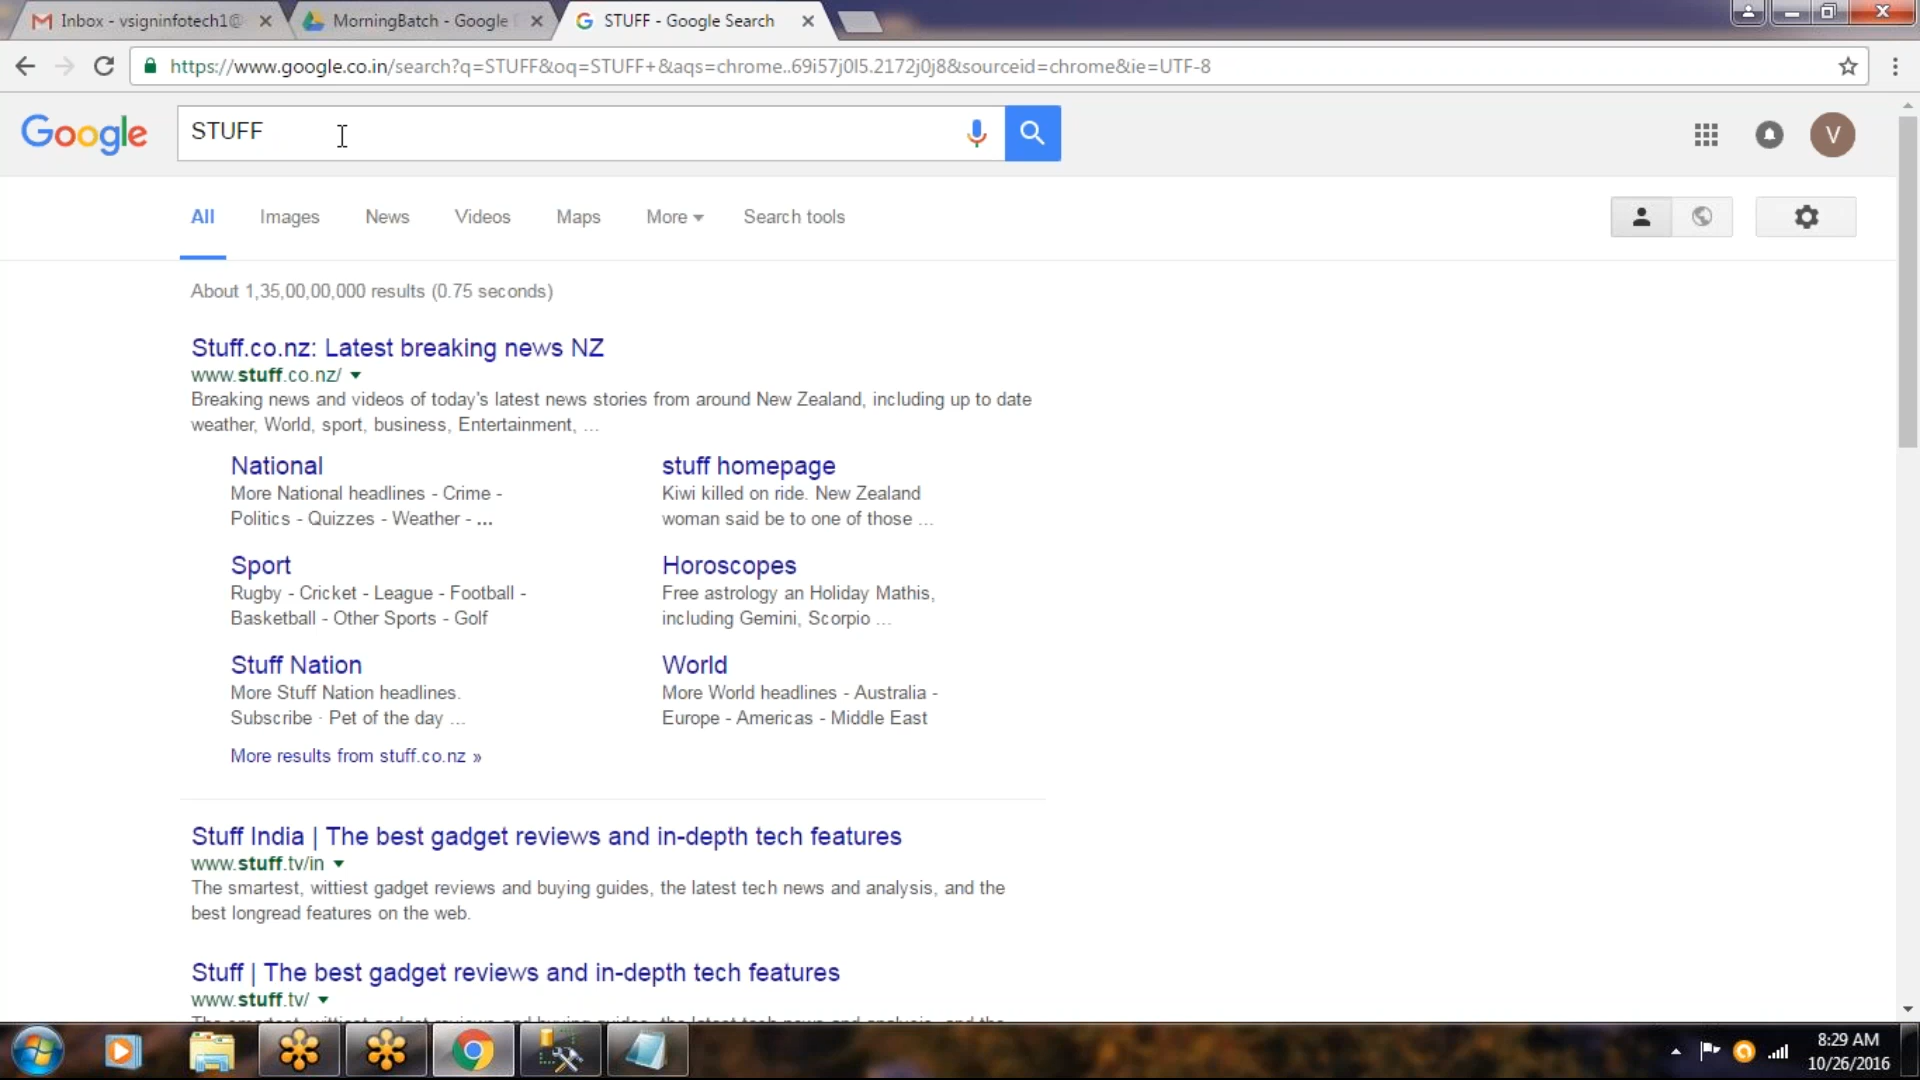 Inbox - vsigninfotech1@
MorningBatch - Google
STUFF - Google Search
https://www.google.co.in/search?q=STUFF&oq=STUFF+&aqs=chrome..69i57j0l5.2172j0j8&sourceid=chrome&ie=UTF-8
Google
STUFF
V
All
Images
News
Videos
Maps
More
Search tools
About 1,35,00,00,000 results (0.75 seconds)
Stuff.co.nz: Latest breaking news NZ
www.stuff.co.nz/
Breaking news and videos of today's latest news stories from around New Zealand, including up to date
weather, World, sport, business, Entertainment, ...
National
More National headlines - Crime -
Politics - Quizzes - Weather - ...
stuff homepage
Kiwi killed on ride. New Zealand
woman said be to one of those ...
Sport
Rugby - Cricket - League - Football -
Basketball - Other Sports - Golf
Horoscopes
Free astrology an Holiday Mathis,
including Gemini, Scorpio ...
Stuff Nation
More Stuff Nation headlines.
Subscribe · Pet of the day ...
World
More World headlines - Australia -
Europe - Americas - Middle East
More results from stuff.co.nz »
Stuff India | The best gadget reviews and in-depth tech features
www.stuff.tv/in
The smartest, wittiest gadget reviews and buying guides, the latest tech news and analysis, and the
best longread features on the web.
Stuff | The best gadget reviews and in-depth tech features
www.stuff.tv/
8:29 AM
10/26/2016